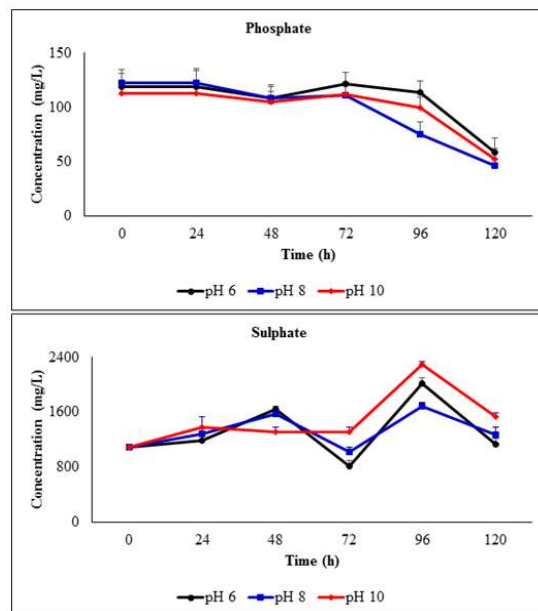 Phosphate
150
100
50
0
Concentration (mg/L)
0 24 48 72 96 120
Time (h)
pH 6 pH 8 pH 10
Sulphate
2400
1600
800
0
Concentration (mg/L)
0 24 48 72 96 120
Time (h)
pH 6 pH 8 pH 10